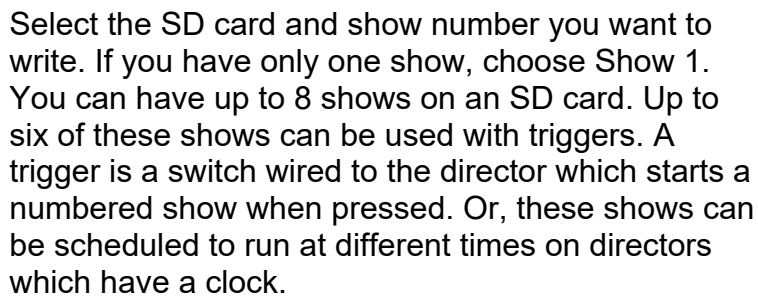 Select the SD card and show number you want to
write. If you have only one show, choose Show 1.
You can have up to 8 shows on an SD card. Up to
six of these shows can be used with triggers. A
trigger is a switch wired to the director which starts a
numbered show when pressed. Or, these shows can
be scheduled to run at different times on directors
which have a clock.